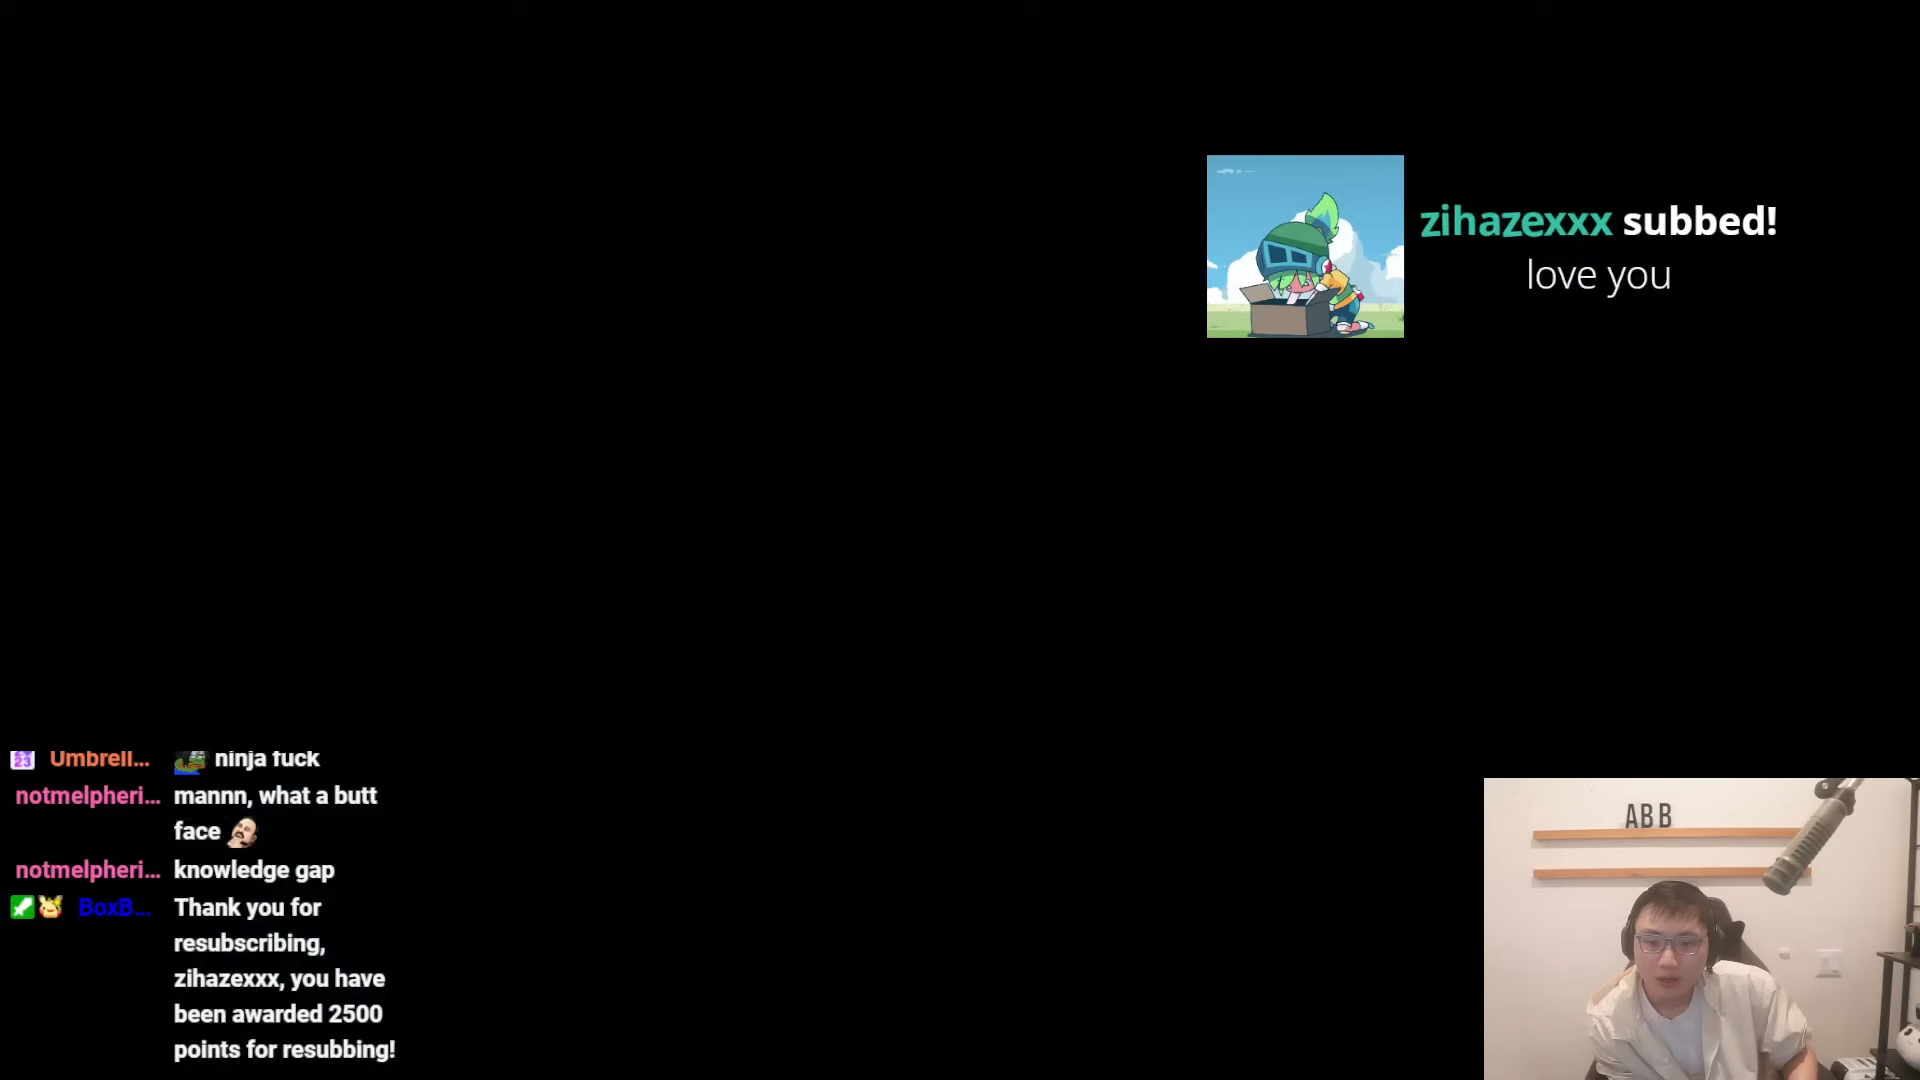 zihazexxx subbed!
love you
23 Umbrell... ninja fuck
notmelpheri... mannn, what a butt
face
notmelpheri... knowledge gap
BoxB... Thank you for
resubscribing,
zihazexxx, you have
been awarded 2500
points for resubbing!
ABB